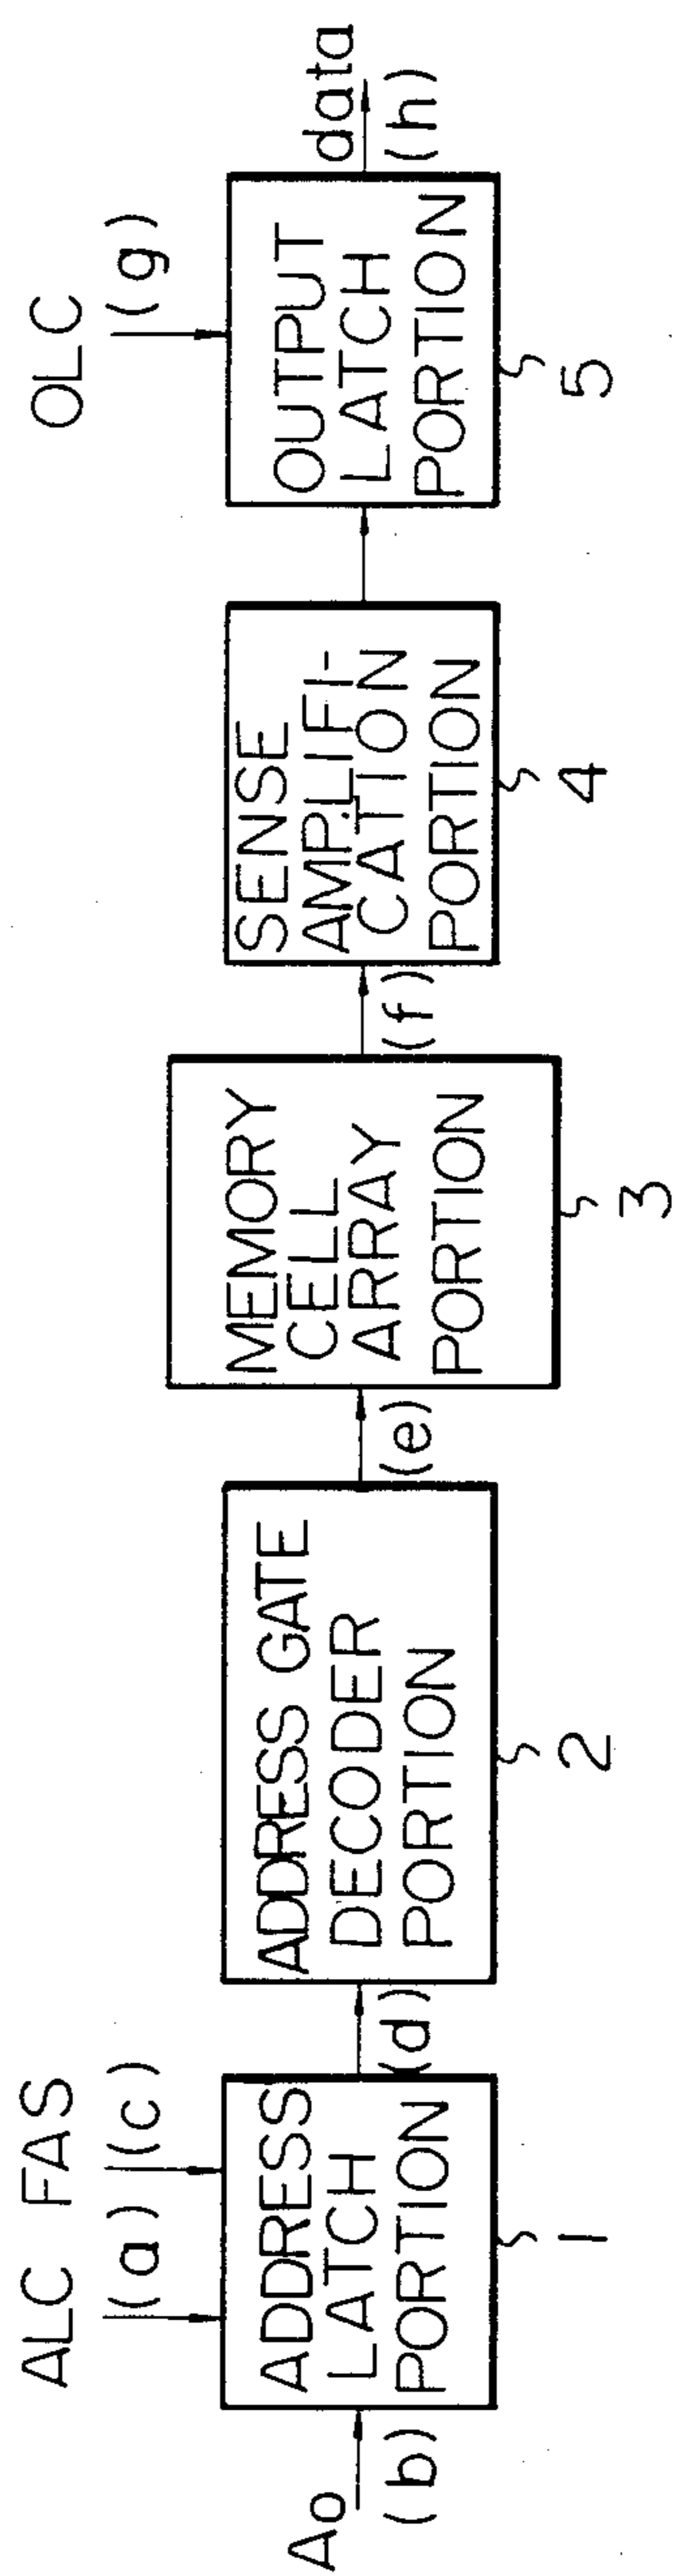 ALC FAS
(a) (c)
A0
(b)
ADDRESS
LATCH
PORTION
1
(d)
ADDRESS GATE
DECODER
PORTION
2
(e)
MEMORY
CELL
ARRAY
PORTION
3
(f)
SENSE
AMPLIFI-
CATION
PORTION
4
OLC
(g)
OUTPUT
LATCH
PORTION
5
data
(h)